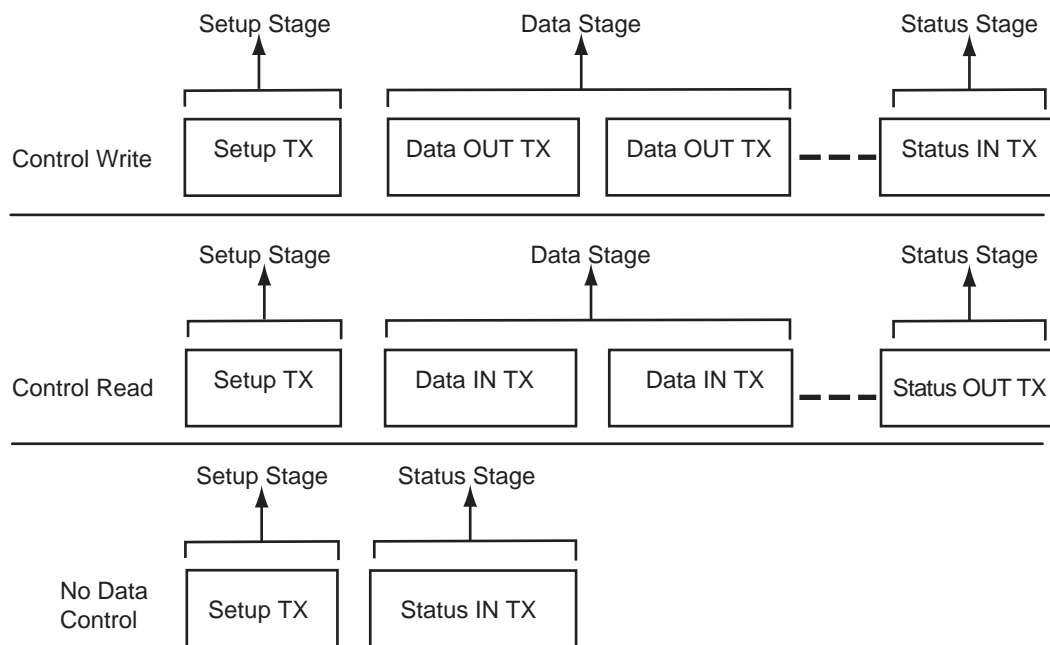 Setup Stage
Data Stage
Status Stage
Control Write
Setup TX
Data OUT TX
Data OUT TX
Status IN TX
Setup Stage
Data Stage
Status Stage
Control Read
Setup TX
Data IN TX
Data IN TX
Status OUT TX
Setup Stage
Status Stage
No Data
Control
Setup TX
Status IN TX